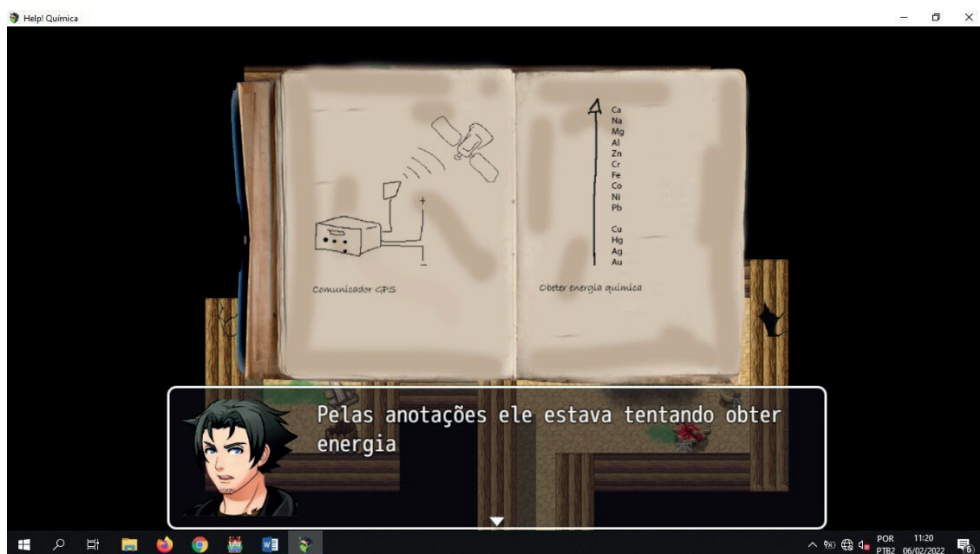 Help! Química
Ca
Na
Mg
Al
Zn
Cr
Fe
Co
Ni
Pb
Cu
Hg
Ag
Au
+
−
Comunicador GPS
Obeter energia química
Pelas anotações ele estava tentando obter
energia
POR 11:20
PTB2 06/02/2022